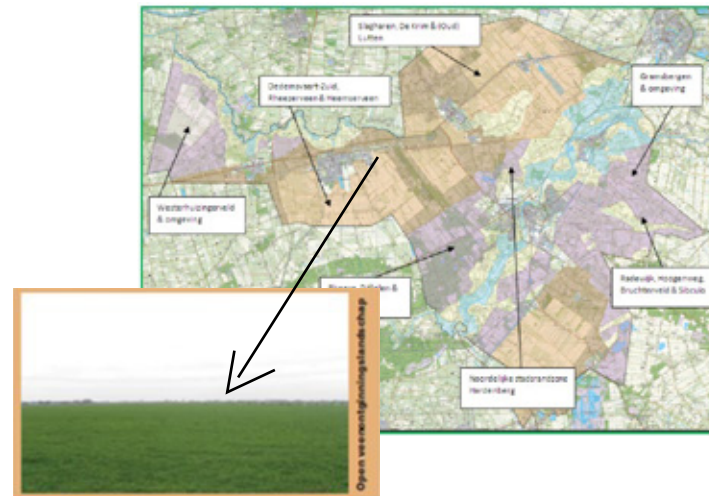 Slagharen, De Krim & (Oud)
Lutten
Gramsbergen
& omgeving
Dedemsvaart-Zuid,
Rheezerveen & Heemserveen
Westerhuizingerveld
& omgeving
Radewijk, Hoogenweg,
Bruchterveld & Sibculo
Noordelijke stadsrandzone
Hardenberg
Open veenontginningslandschap